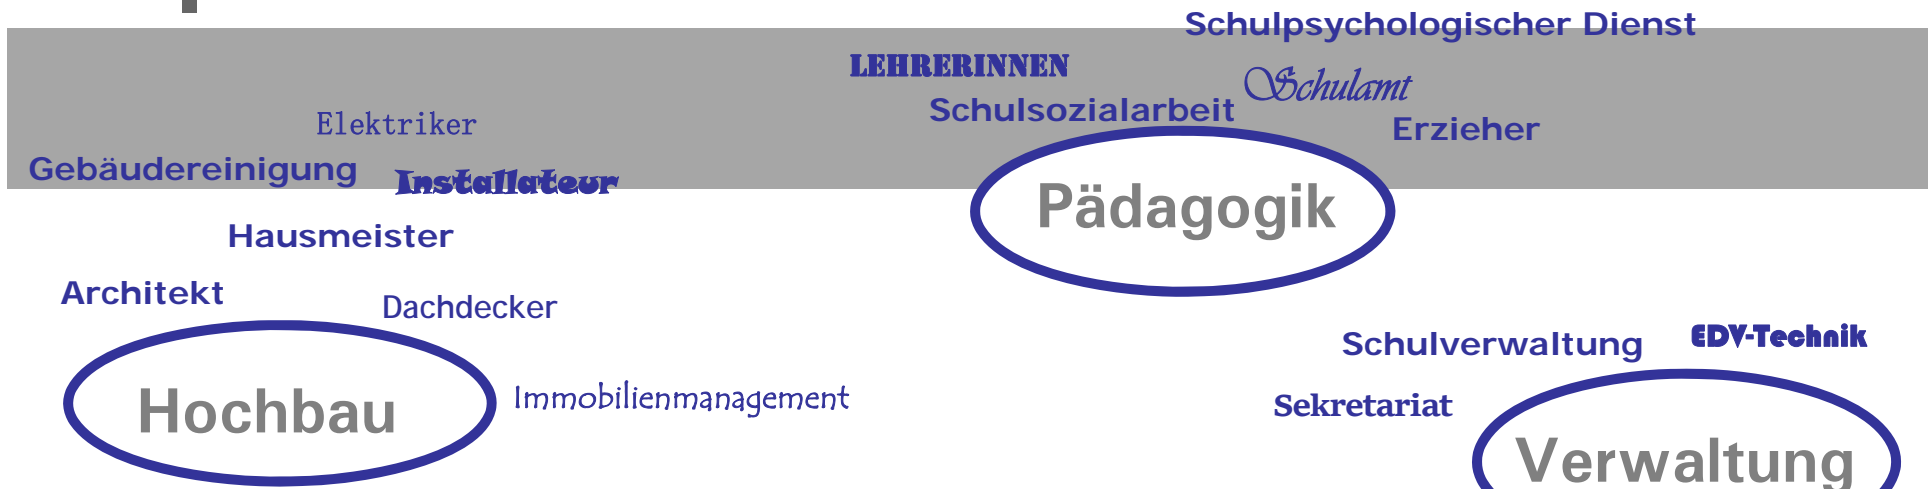 Schulpsychologischer Dienst
LEHRERINNEN
Schulamt
Schulsozialarbeit
Erzieher
Elektriker
Gebäudereinigung
Installateur
Pädagogik
Hausmeister
Architekt
Dachdecker
Schulverwaltung
EDV-Technik
Immobilienmanagement
Hochbau
Sekretariat
Verwaltung